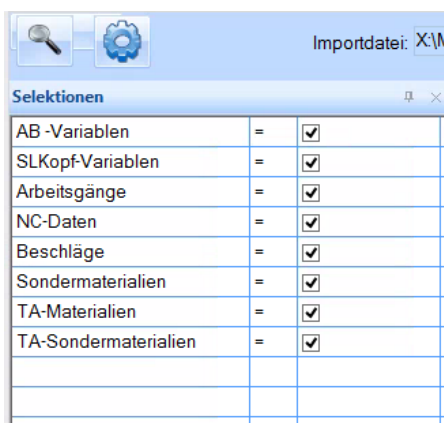 Importdatei: X:\
Selektionen
AB -Variablen =
SLKopf-Variablen =
Arbeitsgänge =
NC-Daten =
Beschläge =
Sondermaterialien =
TA-Materialien =
TA-Sondermaterialien =